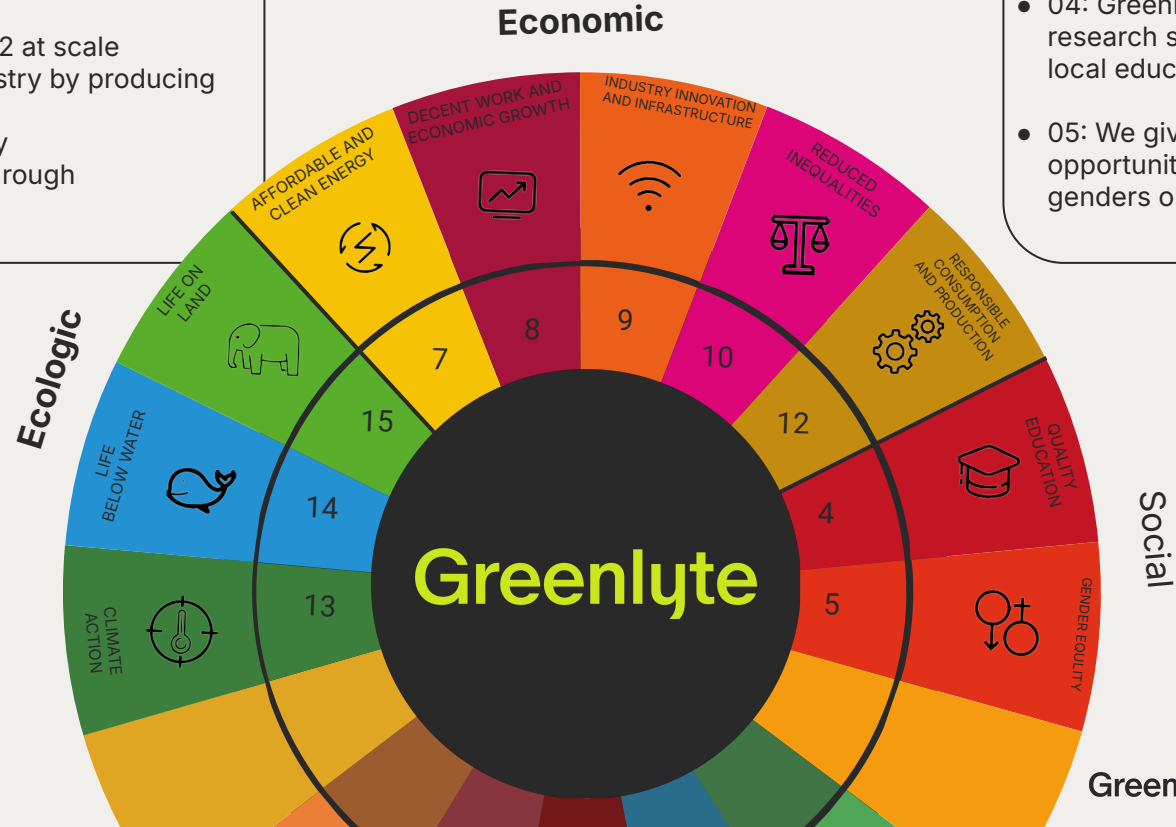 Economic
2 at scale
stry by producing
y
rough
04: Greenl
research s
local educ
05: We giv
opportunit
genders o
DECENT WORK AND
ECONOMIC GROWTH
INDUSTRY INNOVATION
AND INFRASTRUCTURE
AFFORDABLE AND
CLEAN ENERGY
REDUCED
INEQUALITIES
LIFE ON
LAND
RESPONSIBLE
CONSUMPTION
AND PRODUCTION
Ecologic
8
9
7
10
15
12
LIFE
BELOW WATER
QUALITY
EDUCATION
14
4
Social
Greenlyte
13
5
CLIMATE
ACTION
GENDER EQULITY
Green